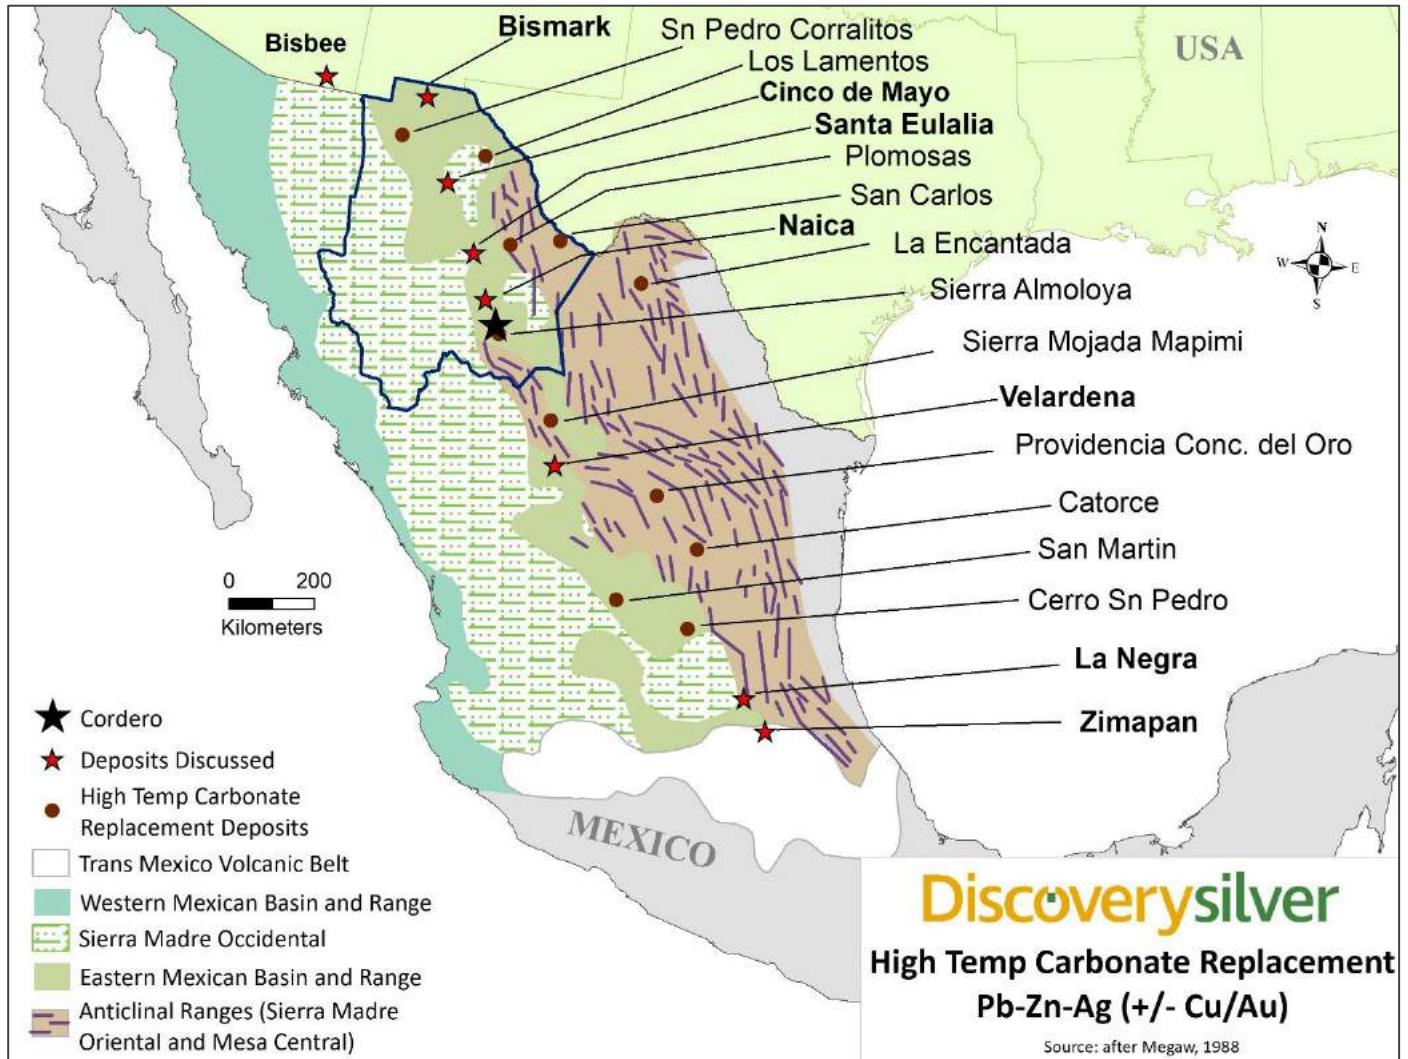 Bisbee
Bismark
Sn Pedro Corralitos
Los Lamentos
Cinco de Mayo
Santa Eulalia
Plomosas
San Carlos
Naica
La Encantada
Sierra Almoloya
Sierra Mojada Mapimi
Velardena
Providencia Conc. del Oro
Catorce
San Martin
Cerro Sn Pedro
La Negra
Zimapan
USA
N
W
E
S
MEXICO
0 200
Kilometers
Cordero
Deposits Discussed
High Temp Carbonate
Replacement Deposits
Trans Mexico Volcanic Belt
Western Mexican Basin and Range
Sierra Madre Occidental
Eastern Mexican Basin and Range
Anticlinal Ranges (Sierra Madre
Oriental and Mesa Central)
Discoverysilver
High Temp Carbonate Replacement
Pb-Zn-Ag (+/- Cu/Au)
Source: after Megaw, 1988